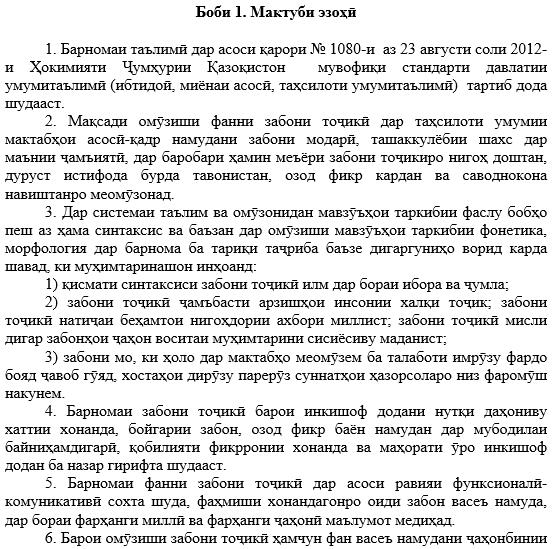 Боби 1. Мактуби эзоҳӣ
1. Барномаи таълимӣ дар асоси қарори № 1080-и аз 23 августи соли 2012-
и Ҳокимияти Ҷумҳурии Қазоқистон мувофиқи стандарти давлатии
умумитаълимӣ (ибтидоӣ, миёнаи асосӣ, таҳсилоти умумитаълимӣ) тартиб дода
шудааст.
2. Мақсади омӯзиши фанни забони тоҷикӣ дар таҳсилоти умумии
мактабҳои асосӣ-қадр намудани забони модарӣ, ташаккулёбии шахс дар
маънии ҷамъиятӣ, дар баробари ҳамин меъёри забони тоҷикиро нигоҳ доштан,
дуруст истифода бурда тавонистан, озод фикр кардан ва саводнокона
навиштанро меомӯзонад.
3. Дар системаи таълим ва омӯзонидан мавзӯъҳои таркибии фаслу бобҳо
пеш аз ҳама синтаксис ва баъзан дар омӯзиши мавзӯъҳои таркибии фонетика,
морфология дар барнома ба тариқи таҷриба баъзе дигаргуниҳо ворид карда
шавад, ки муҳимтаринашон инҳоанд:
1) қисмати синтаксиси забони тоҷикӣ илм дар бораи ибора ва ҷумла;
2) забони тоҷикӣ ҷамъбасти арзишҳои инсонии халқи тоҷик; забони
тоҷикӣ натиҷаи беҳамтои нигоҳдории ахбори миллист; забони тоҷикӣ мисли
дигар забонҳои ҷаҳон воситаи муҳимтарини сисиёсиву маданист;
3) забони мо, ки ҳоло дар мактабҳо меомӯзем ба талаботи имрӯзу фардо
бояд ҷавоб гӯяд, хостаҳои дирӯзу парерӯз суннатҳои ҳазорсоларо низ фаромӯш
накунем.
4. Барномаи забони тоҷикӣ барои инкишоф додани нутқи даҳониву
хаттии хонанда, бойгарии забон, озод фикр баён намудан дар мубодилаи
байниҳамдигарӣ, қобилияти фикрронии хонанда ва маҳорати ӯро инкишоф
додан ба назар гирифта шудааст.
5. Барномаи фанни забони тоҷикӣ дар асоси равияи функсионалӣ-
комуникативӣ сохта шуда, фаҳмиши хонандагонро оиди забон васеъ намуда,
дар бораи фарҳанги миллӣ ва фарҳанги ҷаҳонӣ маълумот медиҳад.
6. Барои омӯзиши забони тоҷикӣ ҳамчун фан васеъ намудани ҷаҳонбинии